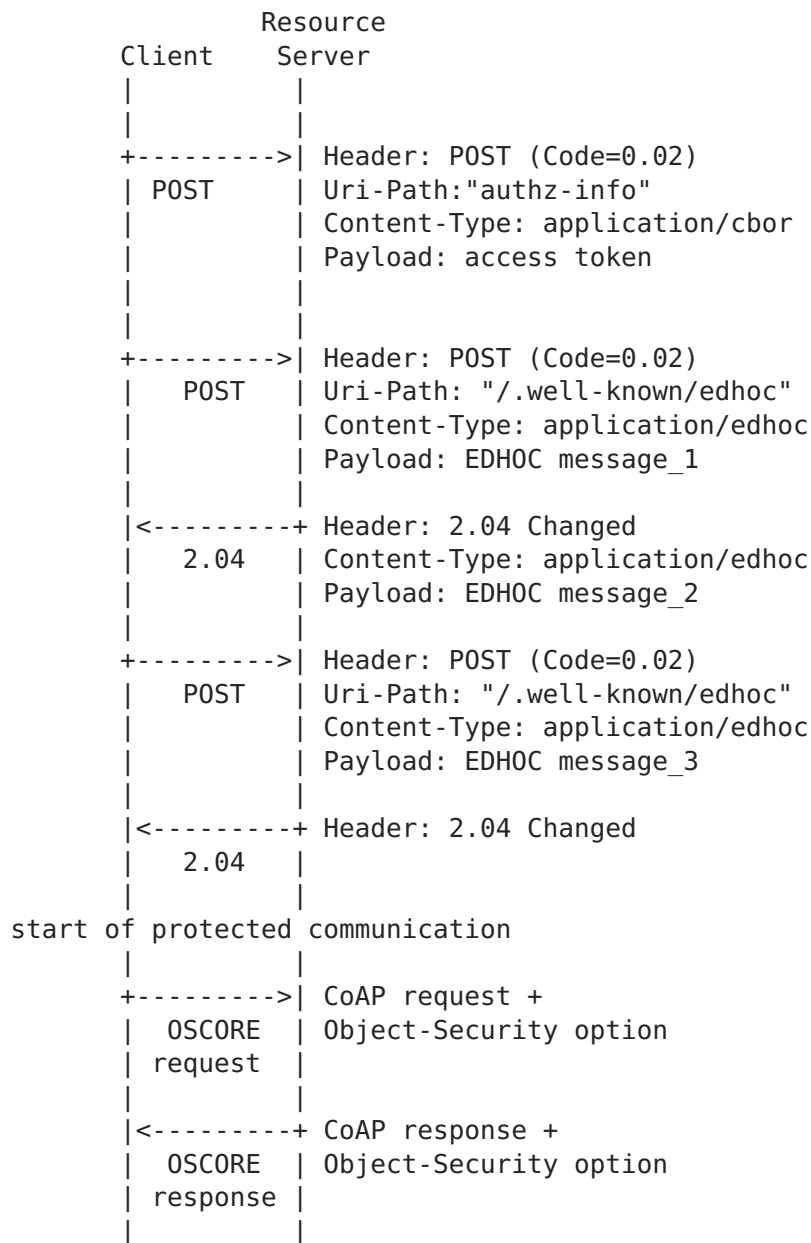 Resource
       Client    Server
       |          |
       |          |
       +--------->| Header: POST (Code=0.02)
       | POST     | Uri-Path:"authz-info"
       |          | Content-Type: application/cbor
       |          | Payload: access token
       |          |
       |          |
       +--------->| Header: POST (Code=0.02)
       |   POST   | Uri-Path: "/.well-known/edhoc"
       |          | Content-Type: application/edhoc
       |          | Payload: EDHOC message_1
       |          |
       |<---------+ Header: 2.04 Changed
       |   2.04   | Content-Type: application/edhoc
       |          | Payload: EDHOC message_2
       |          |
       +--------->| Header: POST (Code=0.02)
       |   POST   | Uri-Path: "/.well-known/edhoc"
       |          | Content-Type: application/edhoc
       |          | Payload: EDHOC message_3
       |          |
       |<---------+ Header: 2.04 Changed
       |   2.04   |
       |          |
start of protected communication
       |          |
       +--------->| CoAP request +
       |  OSCORE  | Object-Security option
       | request  |
       |          |
       |<---------+ CoAP response +
       |  OSCORE  | Object-Security option
       | response |
       |          |